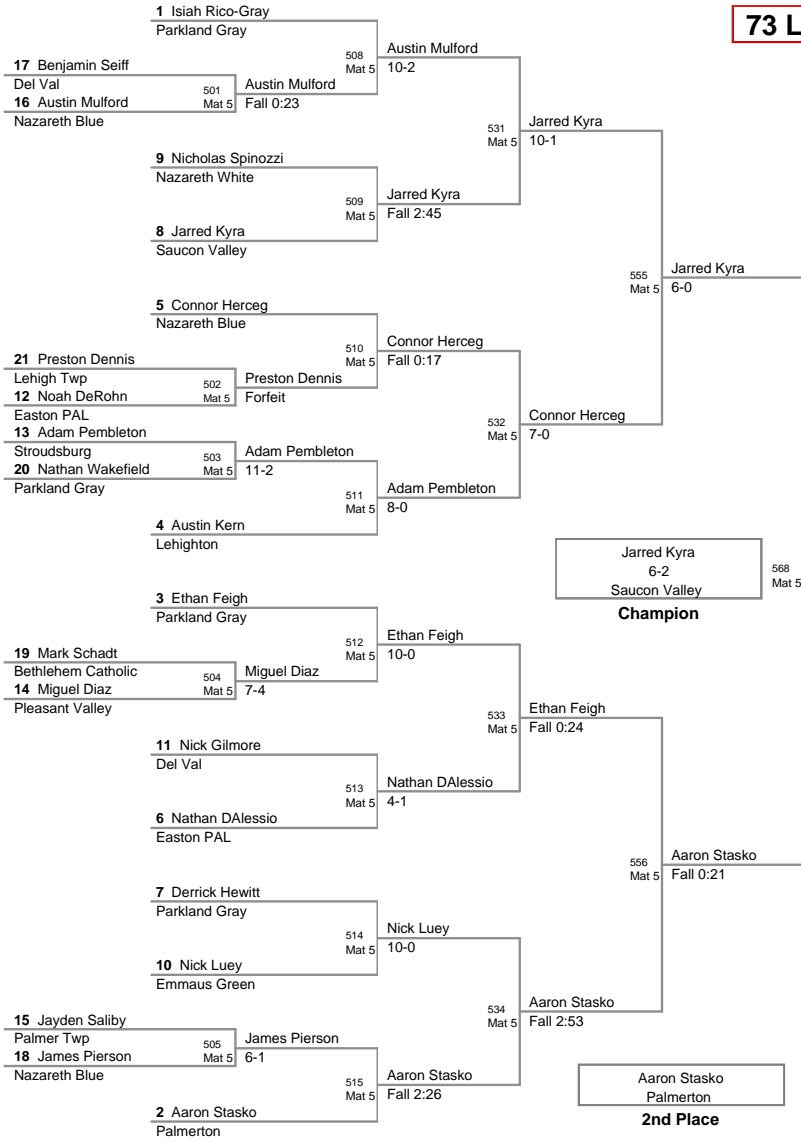 73 L
1 Isiah Rico-Gray
Parkland Gray
508
Mat 5
Austin Mulford
10-2
17 Benjamin Seiff
Del Val
501
Mat 5
Austin Mulford
Fall 0:23
16 Austin Mulford
Nazareth Blue
531
Mat 5
Jarred Kyra
10-1
9 Nicholas Spinozzi
Nazareth White
509
Mat 5
Jarred Kyra
Fall 2:45
8 Jarred Kyra
Saucon Valley
555
Mat 5
Jarred Kyra
6-0
5 Connor Herceg
Nazareth Blue
510
Mat 5
Connor Herceg
Fall 0:17
21 Preston Dennis
Lehigh Twp
502
Mat 5
Preston Dennis
Forfeit
12 Noah DeRohn
Easton PAL
532
Mat 5
Connor Herceg
7-0
13 Adam Pembleton
Stroudsburg
503
Mat 5
Adam Pembleton
11-2
20 Nathan Wakefield
Parkland Gray
511
Mat 5
Adam Pembleton
8-0
4 Austin Kern
Lehighton
Jarred Kyra
6-2
Saucon Valley
Champion
568
Mat 5
3 Ethan Feigh
Parkland Gray
512
Mat 5
Ethan Feigh
10-0
19 Mark Schadt
Bethlehem Catholic
504
Mat 5
Miguel Diaz
7-4
14 Miguel Diaz
Pleasant Valley
533
Mat 5
Ethan Feigh
Fall 0:24
11 Nick Gilmore
Del Val
513
Mat 5
Nathan DAlessio
4-1
6 Nathan DAlessio
Easton PAL
556
Mat 5
Aaron Stasko
Fall 0:21
7 Derrick Hewitt
Parkland Gray
514
Mat 5
Nick Luey
10-0
10 Nick Luey
Emmaus Green
534
Mat 5
Aaron Stasko
Fall 2:53
15 Jayden Saliby
Palmer Twp
505
Mat 5
James Pierson
6-1
18 James Pierson
Nazareth Blue
515
Mat 5
Aaron Stasko
Fall 2:26
2 Aaron Stasko
Palmerton
Aaron Stasko
Palmerton
2nd Place